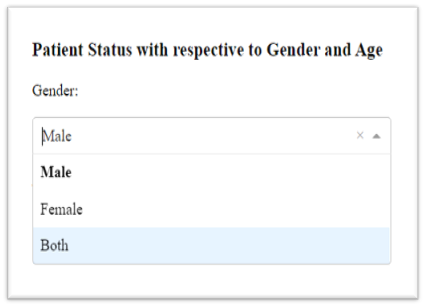 Patient Status with respective to Gender and Age
Gender:
Male
Male
Female
Both